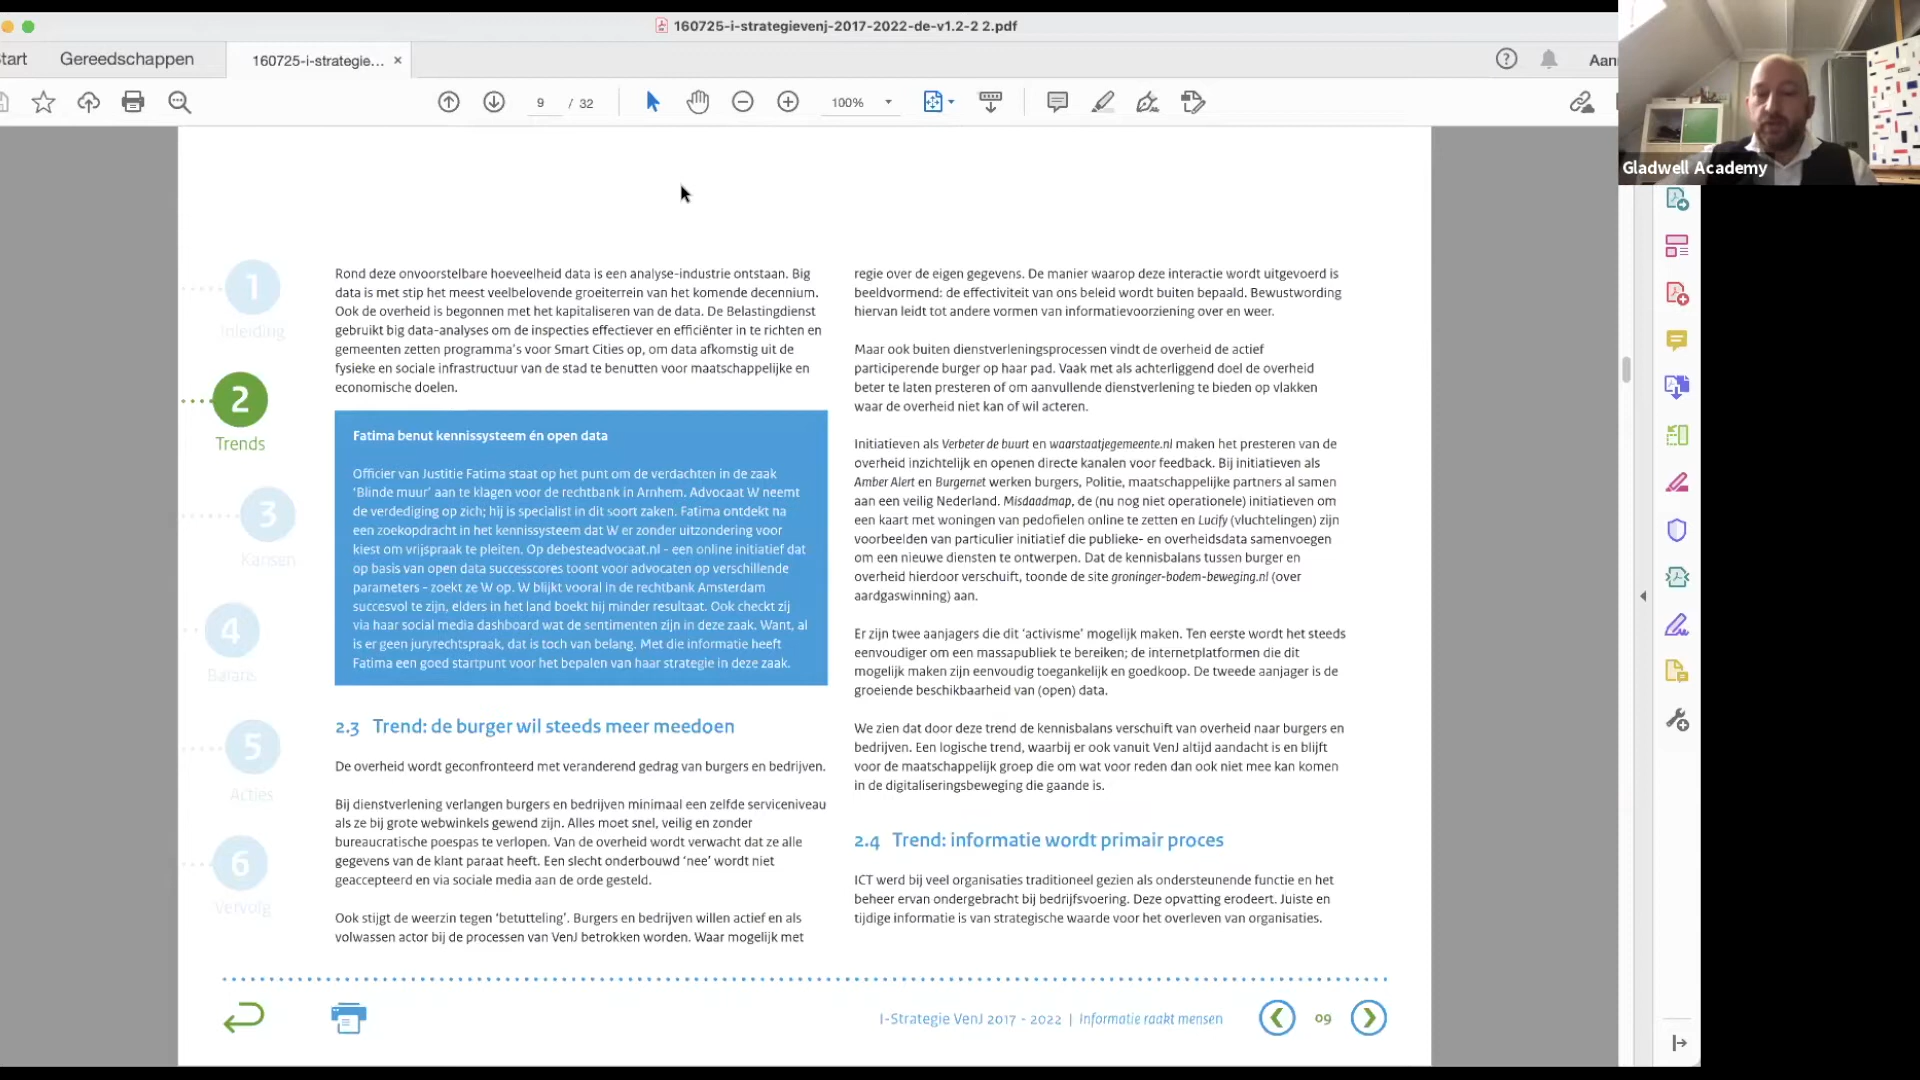 160725-i-strategievenj-2017-2022-de-v1.2-2 2.pdf
tart
Gereedschappen
160725-i-strategie... ×
Aan
9 / 32
100%
Gladwell Academy
1
Inleiding
2
Trends
3
Kansen
4
Balans
5
Acties
6
Vervolg
Rond deze onvoorstelbare hoeveelheid data is een analyse-industrie ontstaan. Big
data is met stip het meest veelbelovende groeiterrein van het komende decennium.
Ook de overheid is begonnen met het kapitaliseren van de data. De Belastingdienst
gebruikt big data-analyses om de inspecties effectiever en efficiënter in te richten en
gemeenten zetten programma's voor Smart Cities op, om data afkomstig uit de
fysieke en sociale infrastructuur van de stad te benutten voor maatschappelijke en
economische doelen.
Fatima benut kennissysteem én open data
Officier van Justitie Fatima staat op het punt om de verdachten in de zaak
'Blinde muur' aan te klagen voor de rechtbank in Arnhem. Advocaat W neemt
de verdediging op zich; hij is specialist in dit soort zaken. Fatima ontdekt na
een zoekopdracht in het kennissysteem dat W er zonder uitzondering voor
kiest om vrijspraak te pleiten. Op debesteadvocaat.nl - een online initiatief dat
op basis van open data successcores toont voor advocaten op verschillende
parameters - zoekt ze W op. W blijkt vooral in de rechtbank Amsterdam
succesvol te zijn, elders in het land boekt hij minder resultaat. Ook checkt zij
via haar social media dashboard wat de sentimenten zijn in deze zaak. Want, al
is er geen juryrechtspraak, dat is toch van belang. Met die informatie heeft
Fatima een goed startpunt voor het bepalen van haar strategie in deze zaak.
2.3 Trend: de burger wil steeds meer meedoen
De overheid wordt geconfronteerd met veranderend gedrag van burgers en bedrijven.
Bij dienstverlening verlangen burgers en bedrijven minimaal een zelfde serviceniveau
als ze bij grote webwinkels gewend zijn. Alles moet snel, veilig en zonder
bureaucratische poespas te verlopen. Van de overheid wordt verwacht dat ze alle
gegevens van de klant paraat heeft. Een slecht onderbouwd 'nee' wordt niet
geaccepteerd en via sociale media aan de orde gesteld.
Ook stijgt de weerzin tegen 'betutteling'. Burgers en bedrijven willen actief en als
volwassen actor bij de processen van VenJ betrokken worden. Waar mogelijk met
regie over de eigen gegevens. De manier waarop deze interactie wordt uitgevoerd is
beeldvormend: de effectiviteit van ons beleid wordt buiten bepaald. Bewustwording
hiervan leidt tot andere vormen van informatievoorziening over en weer.
Maar ook buiten dienstverleningsprocessen vindt de overheid de actief
participerende burger op haar pad. Vaak met als achterliggend doel de overheid
beter te laten presteren of om aanvullende dienstverlening te bieden op vlakken
waar de overheid niet kan of wil acteren.
Initiatieven als Verbeter de buurt en waarstaatjegemeente.nl maken het presteren van de
overheid inzichtelijk en openen directe kanalen voor feedback. Bij initiatieven als
Amber Alert en Burgernet werken burgers, Politie, maatschappelijke partners al samen
aan een veilig Nederland. Misdaadmap, de (nu nog niet operationele) initiatieven om
een kaart met woningen van pedofielen online te zetten en Lucify (vluchtelingen) zijn
voorbeelden van particulier initiatief die publieke- en overheidsdata samenvoegen
om een nieuwe diensten te ontwerpen. Dat de kennisbalans tussen burger en
overheid hierdoor verschuift, toonde de site groninger-bodem-beweging.nl (over
aardgaswinning) aan.
Er zijn twee aanjagers die dit 'activisme' mogelijk maken. Ten eerste wordt het steeds
eenvoudiger om een massapubliek te bereiken; de internetplatformen die dit
mogelijk maken zijn eenvoudig toegankelijk en goedkoop. De tweede aanjager is de
groeiende beschikbaarheid van (open) data.
We zien dat door deze trend de kennisbalans verschuift van overheid naar burgers en
bedrijven. Een logische trend, waarbij er ook vanuit VenJ altijd aandacht is en blijft
voor de maatschappelijk groep die om wat voor reden dan ook niet mee kan komen
in de digitaliseringsbeweging die gaande is.
2.4 Trend: informatie wordt primair proces
ICT werd bij veel organisaties traditioneel gezien als ondersteunende functie en het
beheer ervan ondergebracht bij bedrijfsvoering. Deze opvatting erodeert. Juiste en
tijdige informatie is van strategische waarde voor het overleven van organisaties.
I-Strategie VenJ 2017 - 2022 | Informatie raakt mensen
09